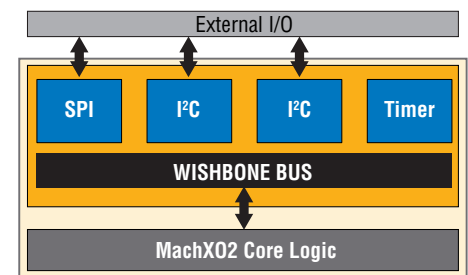 External I/O
SPI I²C I²C Timer
WISHBONE BUS
MachXO2 Core Logic